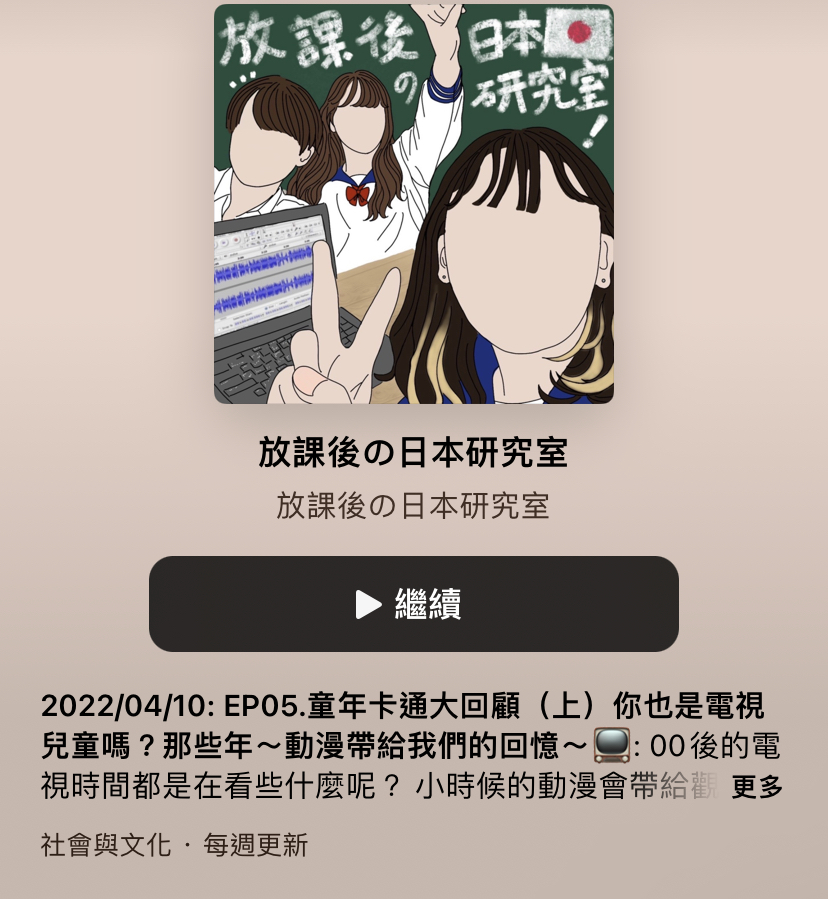 放課後
の
日本
研究室!
放課後の日本研究室
放課後の日本研究室
▶ 繼續
2022/04/10: EP05.童年卡通大回顧（上）你也是電視
兒童嗎？那些年～動漫帶給我們的回憶～📺: 00後的電
視時間都是在看些什麼呢？ 小時候的動漫會帶給觀 更多
社會與文化 · 每週更新